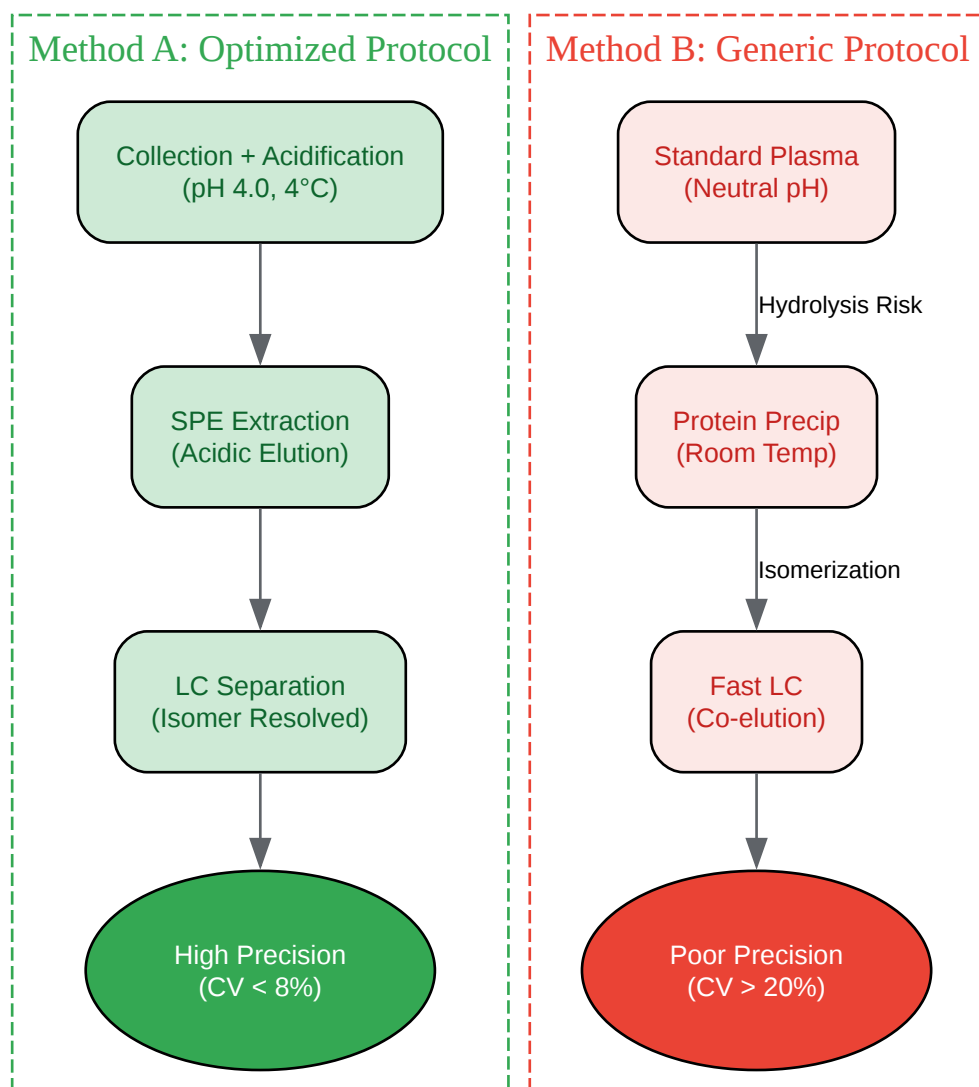 Method A: Optimized Protocol
Collection + Acidification
(pH 4.0, 4°C)
SPE Extraction
(Acidic Elution)
LC Separation
(Isomer Resolved)
High Precision
(CV < 8%)
Method B: Generic Protocol
Standard Plasma
(Neutral pH)
Hydrolysis Risk
Protein Precip
(Room Temp)
Isomerization
Fast LC
(Co-elution)
Poor Precision
(CV > 20%)